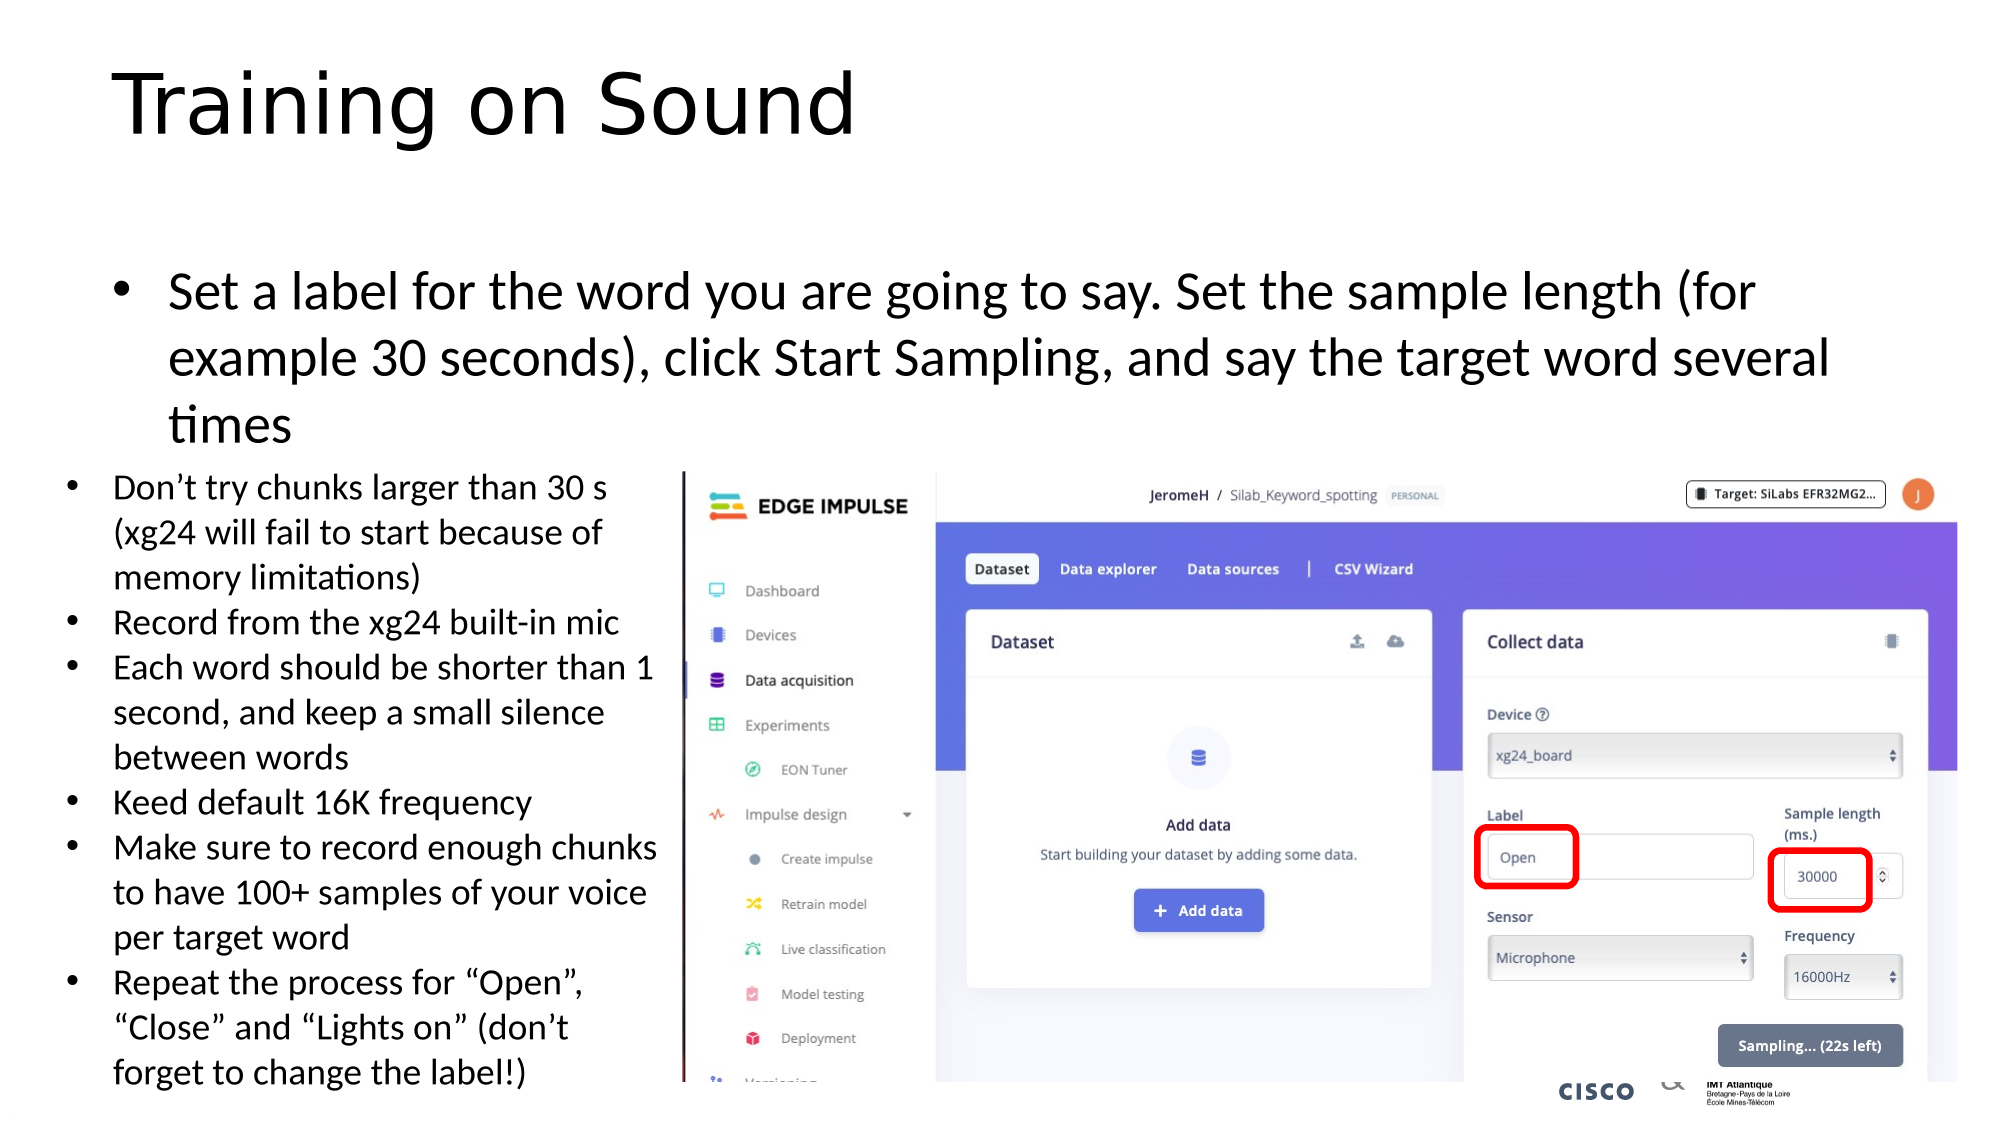 Training on Sound
• Set a label for the word you are going to say. Set the sample length (for
example 30 seconds), click Start Sampling, and say the target word several
times
• Don’t try chunks larger than 30 s
(xg24 will fail to start because of
memory limitations)
• Record from the xg24 built-in mic
• Each word should be shorter than 1
second, and keep a small silence
between words
• Keed default 16K frequency
• Make sure to record enough chunks
to have 100+ samples of your voice
per target word
• Repeat the process for “Open”,
“Close” and “Lights on” (don’t
forget to change the label!)
EDGE IMPULSE
Dashboard
Devices
Data acquisition
Experiments
EON Tuner
Impulse design
Create impulse
Retrain model
Live classification
Model testing
Deployment
JeromeH / Silab_Keyword_spotting PERSONAL
Target: SiLabs EFR32MG2...
J
Dataset Data explorer Data sources | CSV Wizard
Dataset
Add data
Start building your dataset by adding some data.
+ Add data
Collect data
Device ?
xg24_board
Label
Open
Sample length
(ms.)
30000
Sensor
Microphone
Frequency
16000Hz
Sampling... (22s left)
CISCO
&
IMT Atlantique
Bretagne-Pays de la Loire
École Mines-Télécom